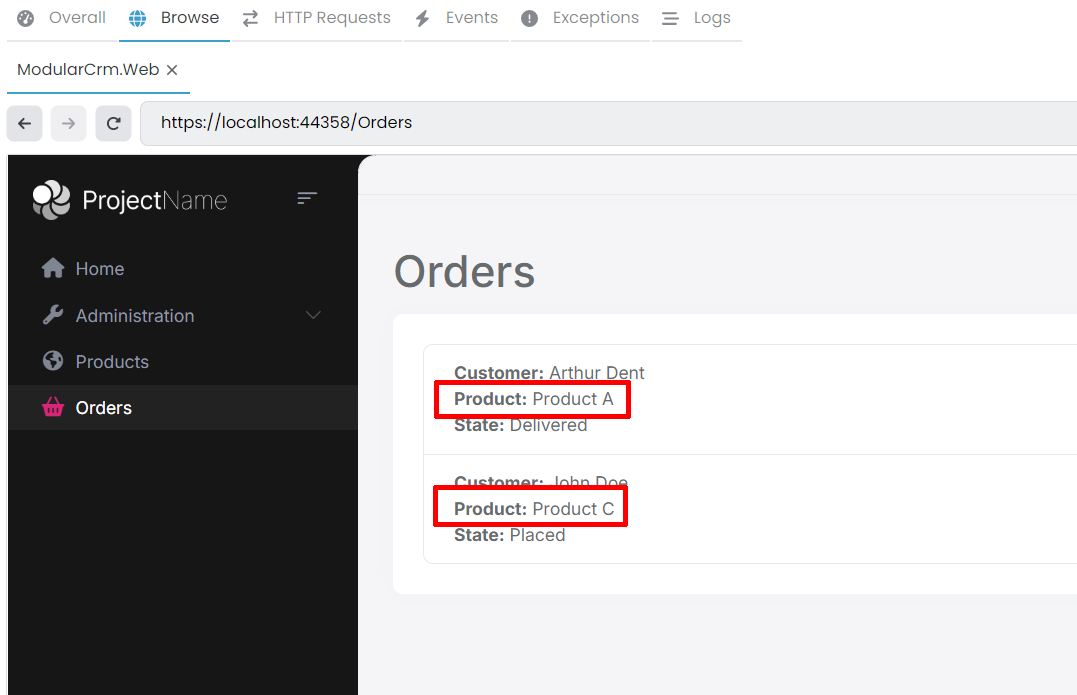 Overall Browse HTTP Requests Events Exceptions Logs
ModularCrm.Web
https://localhost:44358/Orders
ProjectName
Home
Administration
Products
Orders
Orders
Customer: Arthur Dent
Product: Product A
State: Delivered
Customer: John Doe
Product: Product C
State: Placed